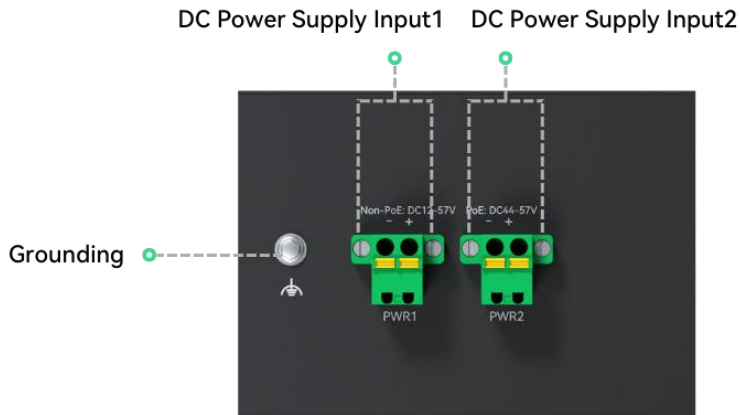 DC Power Supply Input1 DC Power Supply Input2
Non-PoE: DC12-57V PoE: DC44-57V
- + - +
Grounding
PWR1 PWR2